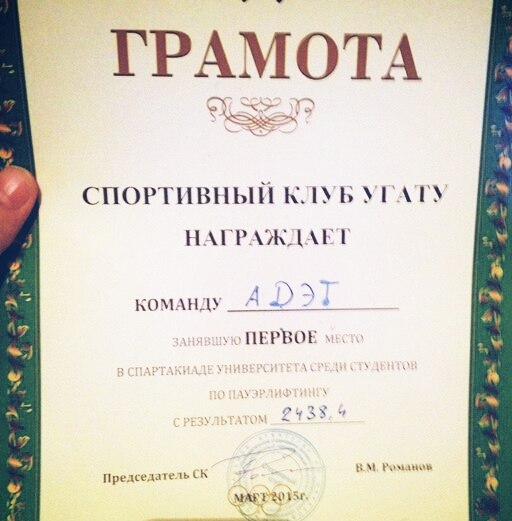 ГРАМОТА
СПОРТИВНЫЙ КЛУБ УГАТУ
НАГРАЖДАЕТ
КОМАНДУ АДЭТ
ЗАНЯВШУЮ ПЕРВОЕ МЕСТО
В СПАРТАКИАДЕ УНИВЕРСИТЕТА СРЕДИ СТУДЕНТОВ
ПО ПАУЭРЛИФТИНГУ
С РЕЗУЛЬТАТОМ 2438,4
Председатель СК В.М. Романов
МАРТ 2015г.